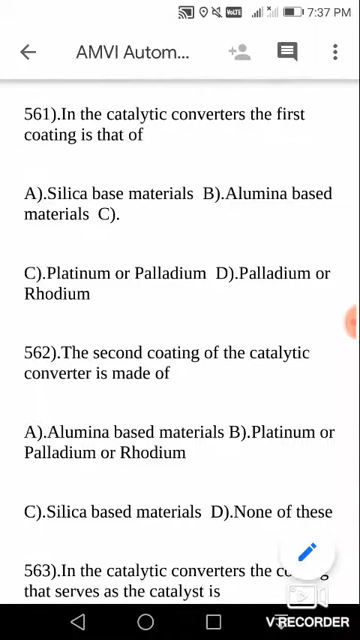 VoLTE 7:37 PM
AMVI Autom...
561).In the catalytic converters the first
coating is that of
A).Silica base materials B).Alumina based
materials C).
C).Platinum or Palladium D).Palladium or
Rhodium
562).The second coating of the catalytic
converter is made of
A).Alumina based materials B).Platinum or
Palladium or Rhodium
C).Silica based materials D).None of these
563).In the catalytic converters the
that serves as the catalyst is
RECORDER